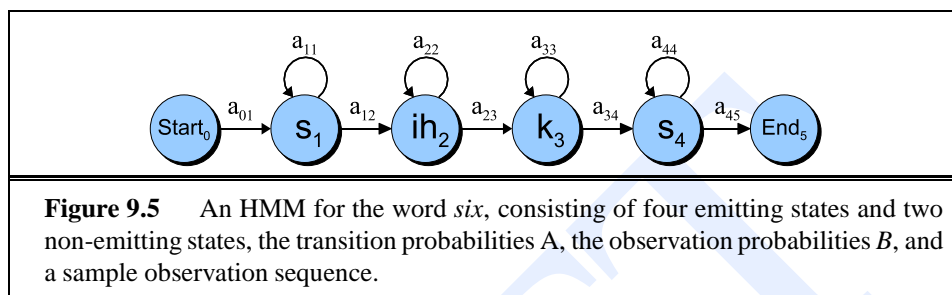 a11 a22 a33 a44
Start0 a01 s1 a12 ih2 a23 k3 a34 s4 a45 End5
Figure 9.5 An HMM for the word six, consisting of four emitting states and two
non-emitting states, the transition probabilities A, the observation probabilities B, and
a sample observation sequence.